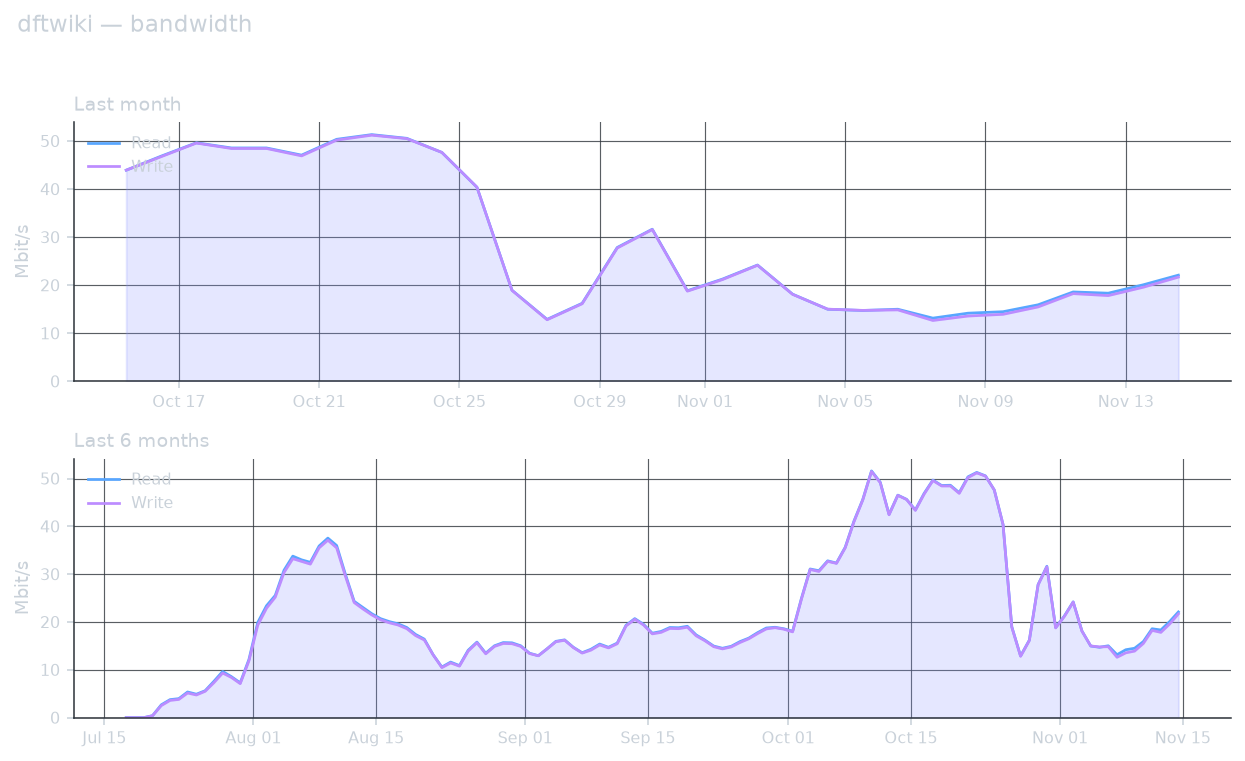 dftwiki — bandwidth
Last month
50
40
30
20
10
0
Mbit/s
Read
Write
Oct 17 Oct 21 Oct 25 Oct 29 Nov 01 Nov 05 Nov 09 Nov 13
Last 6 months
50
40
30
20
10
0
Mbit/s
Read
Write
Jul 15 Aug 01 Aug 15 Sep 01 Sep 15 Oct 01 Oct 15 Nov 01 Nov 15